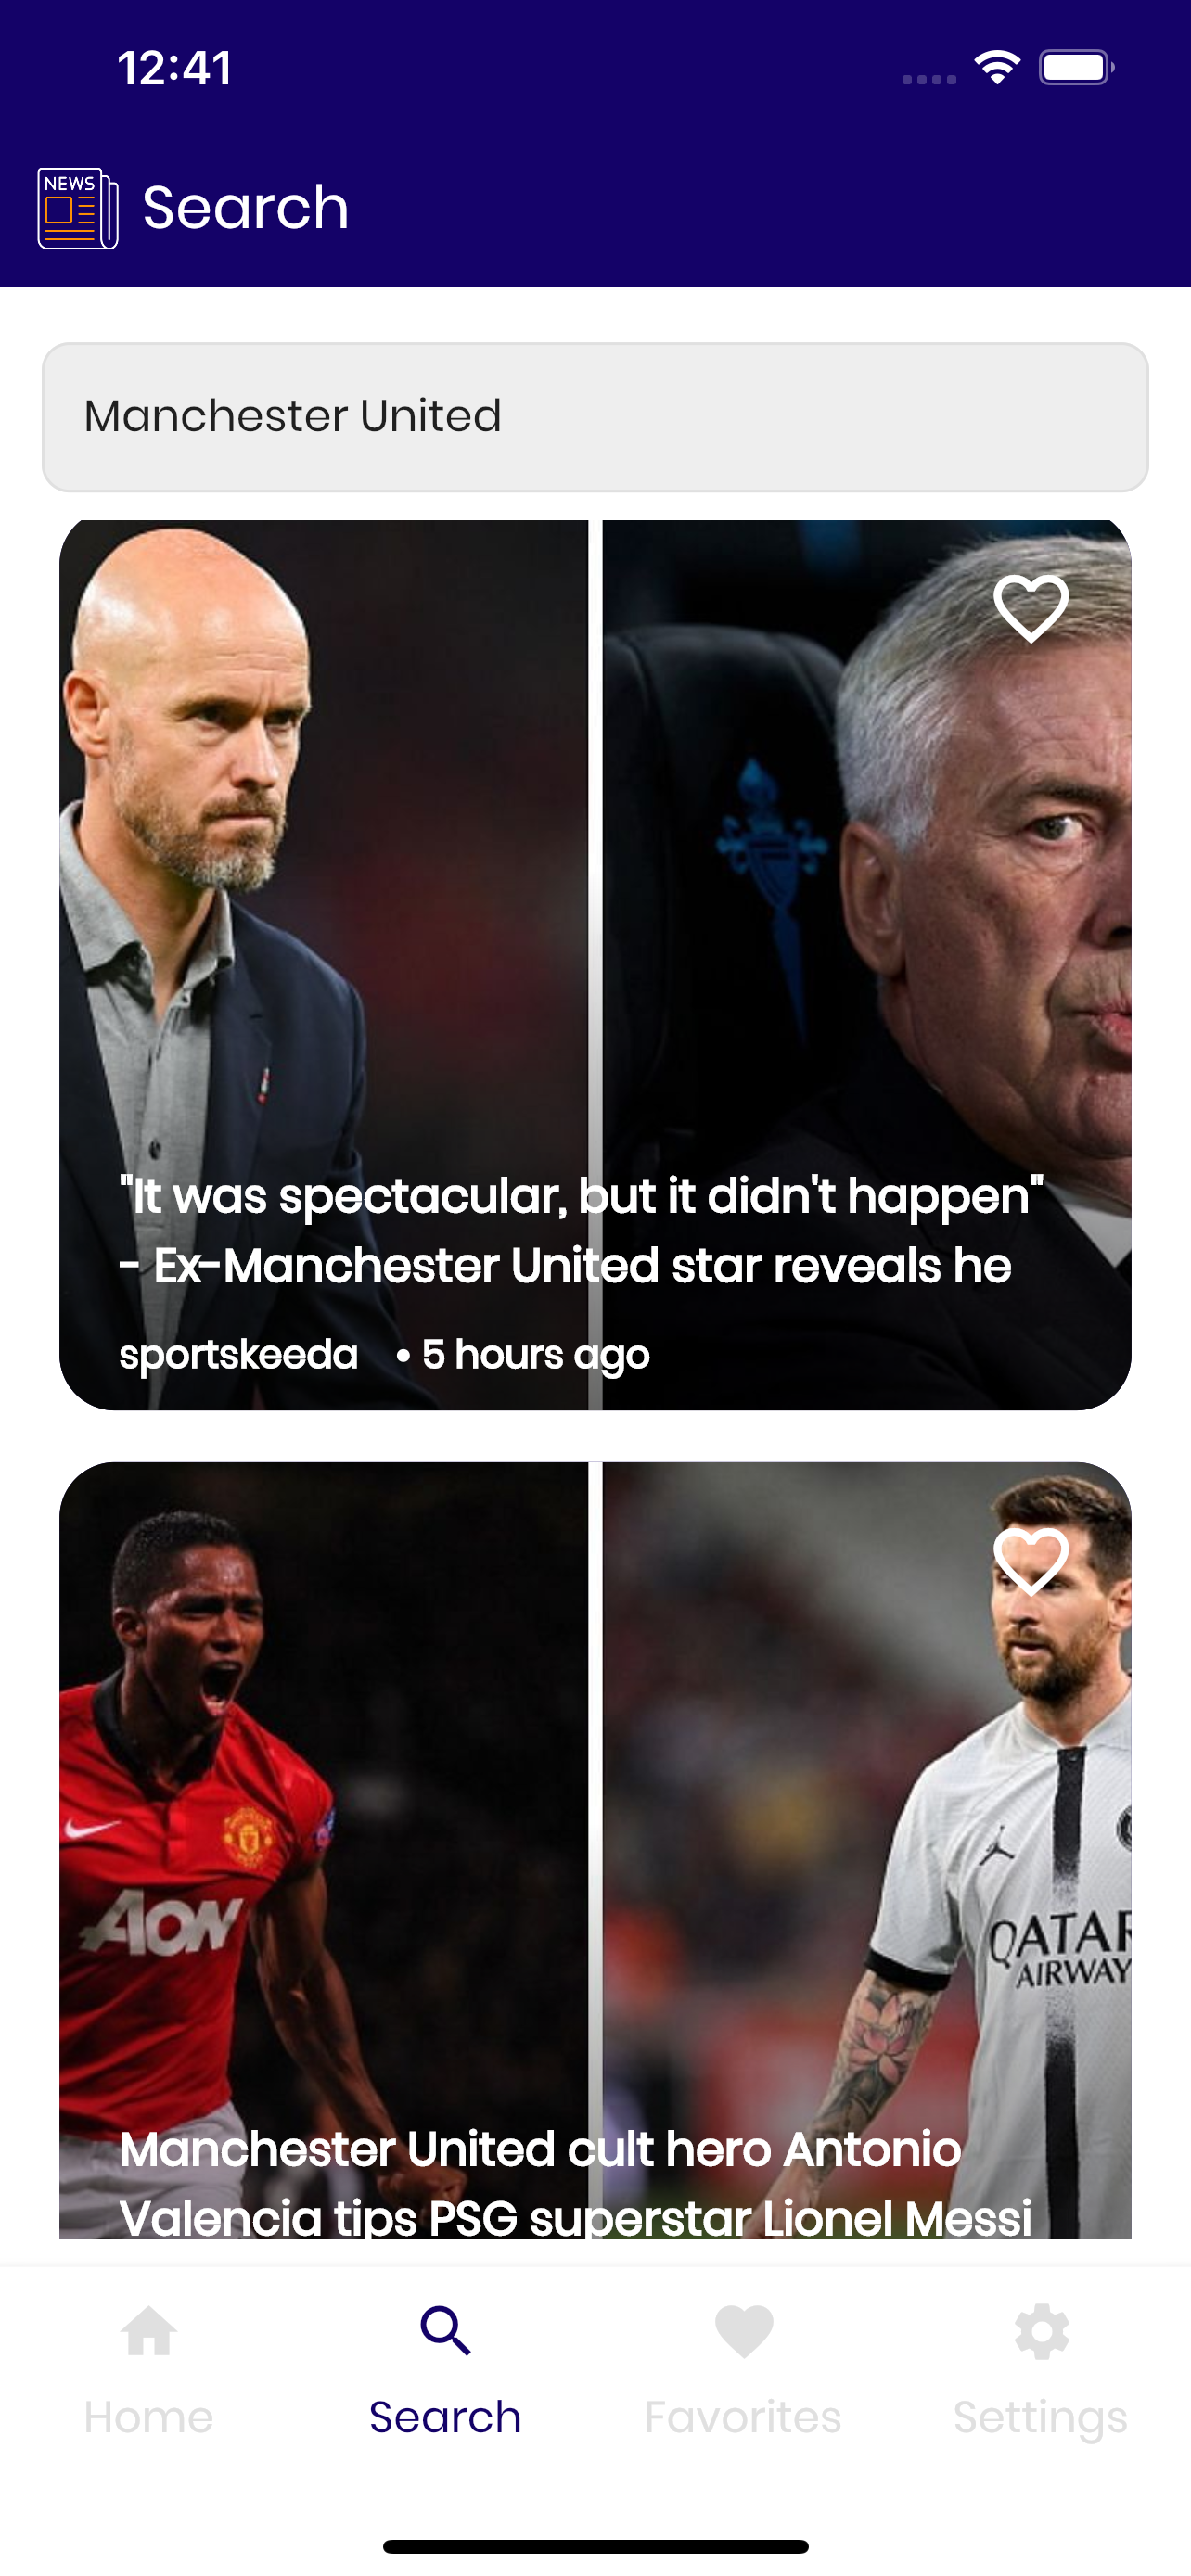 12:41
NEWS
Search
Manchester United
"It was spectacular, but it didn't happen"
- Ex-Manchester United star reveals he
sportskeeda • 5 hours ago
AON
QATAR
AIRWAY
Manchester United cult hero Antonio
Valencia tips PSG superstar Lionel Messi
Home
Search
Favorites
Settings